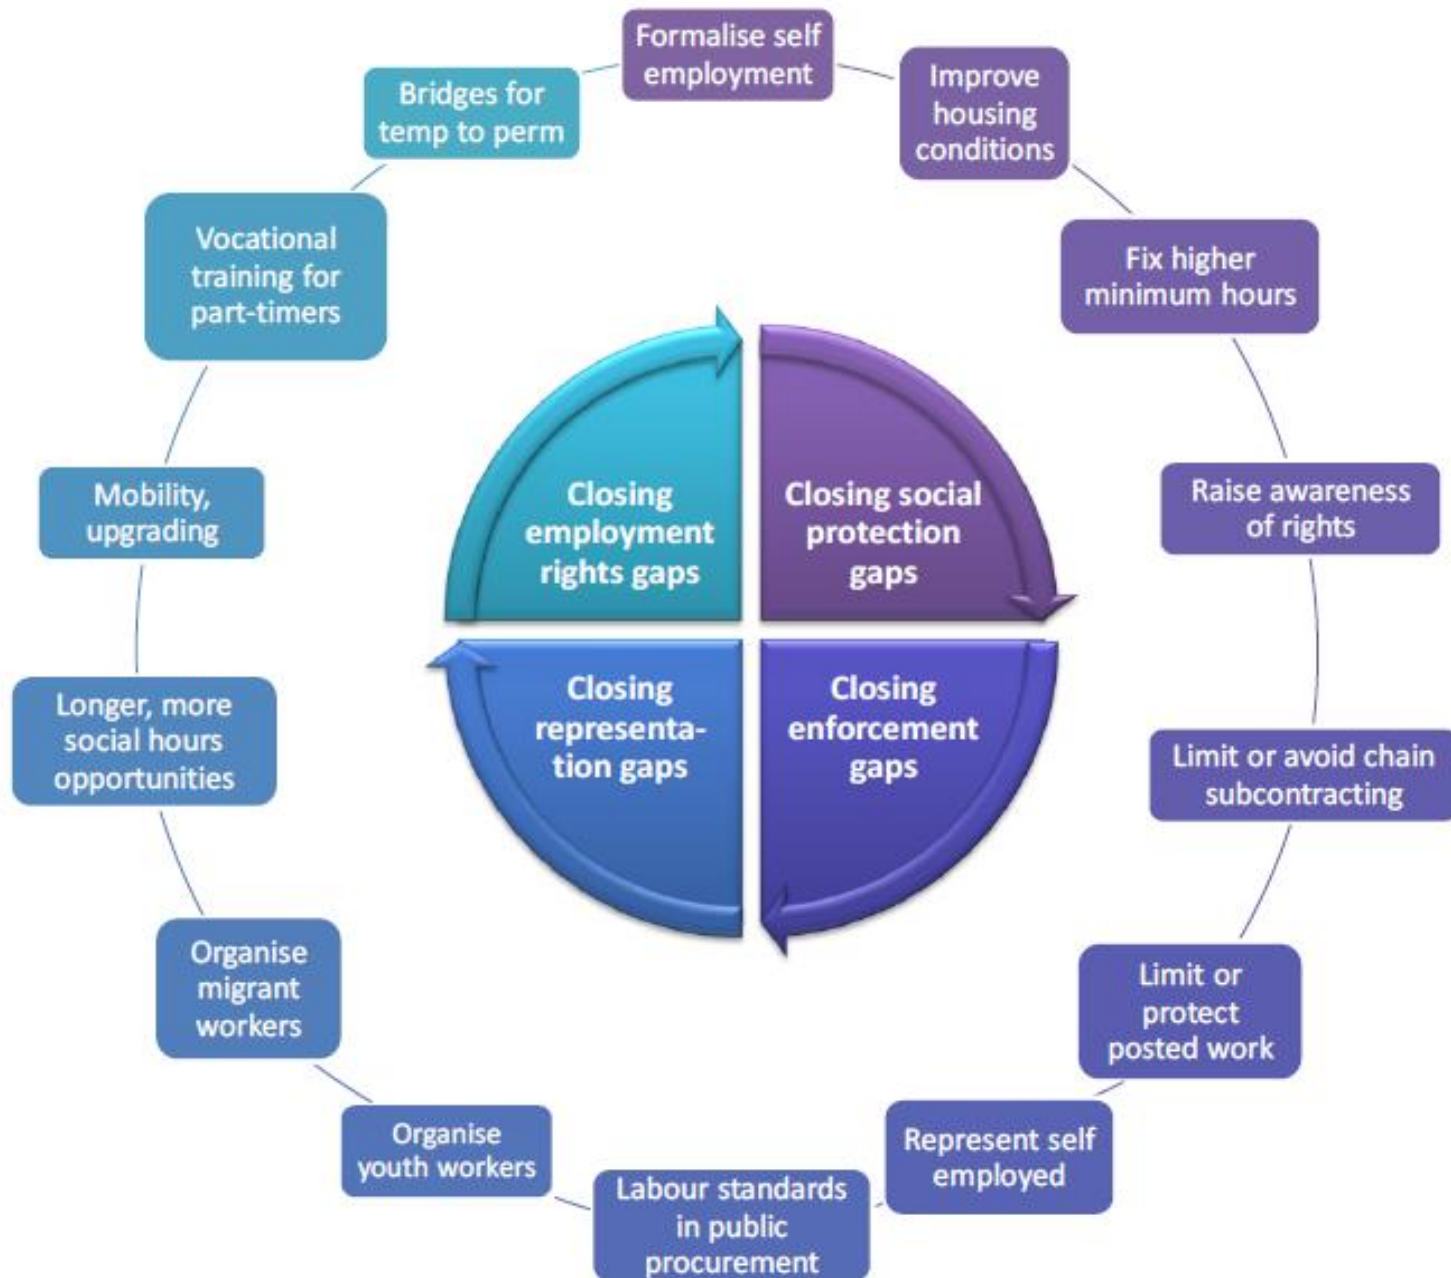 Formalise self
employment
Improve
housing
conditions
Fix higher
minimum hours
Raise awareness
of rights
Limit or avoid chain
subcontracting
Limit or
protect
posted work
Represent self
employed
Labour standards
in public
procurement
Organise
youth workers
Organise
migrant
workers
Longer, more
social hours
opportunities
Mobility,
upgrading
Vocational
training for
part-timers
Bridges for
temp to perm
Closing
employment
rights gaps
Closing social
protection
gaps
Closing
representa-
tion gaps
Closing
enforcement
gaps